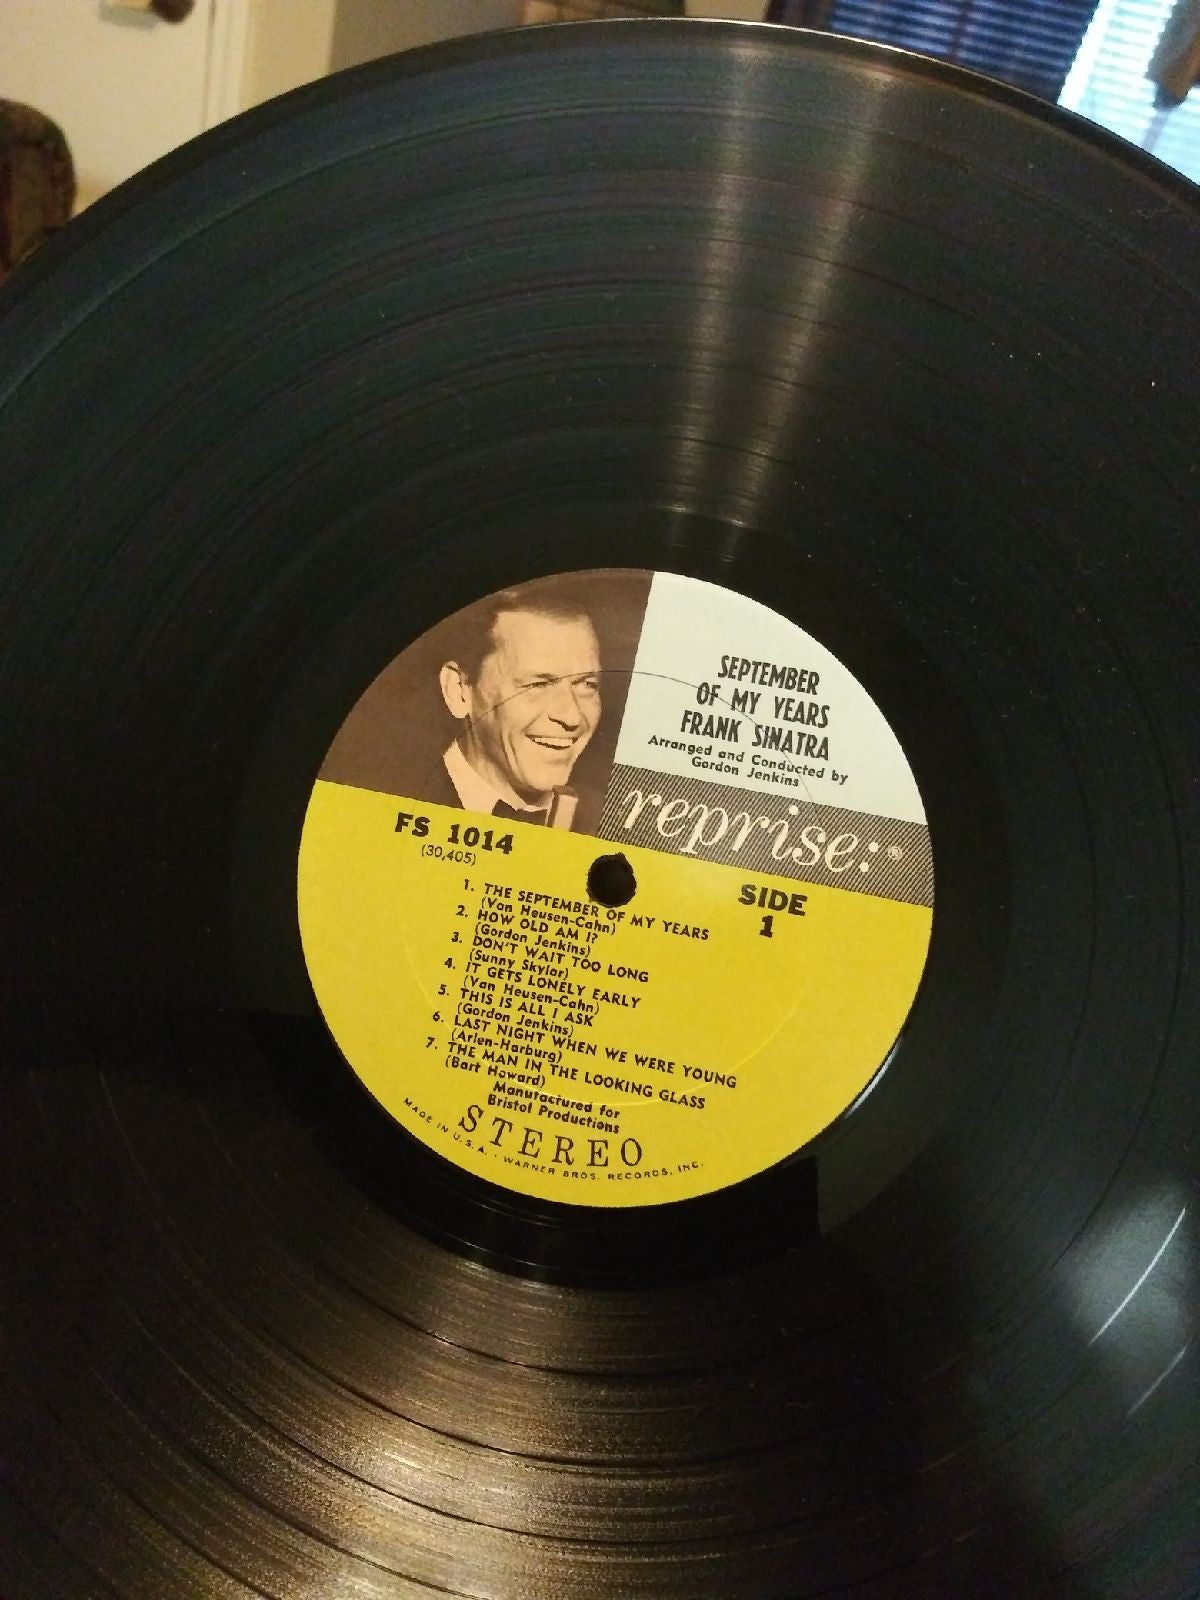 SEPTEMBER
OF MY YEARS
FRANK SINATRA
Arranged and Conducted by
Gordon Jenkins
reprise:®
FS 1014
(30,405)
SIDE
1
1. THE SEPTEMBER OF MY YEARS
(Van Heusen-Cahn)
2. HOW OLD AM I?
(Gordon Jenkins)
3. DON'T WAIT TOO LONG
(Sunny Skylar)
4. IT GETS LONELY EARLY
(Van Heusen-Cahn)
5. THIS IS ALL I ASK
(Gordon Jenkins)
6. LAST NIGHT WHEN WE WERE YOUNG
(Arlen-Harburg)
7. THE MAN IN THE LOOKING GLASS
(Bart Howard)
Manufactured for
Bristol Productions
STEREO
MADE IN U.S.A. · WARNER BROS. RECORDS, INC.